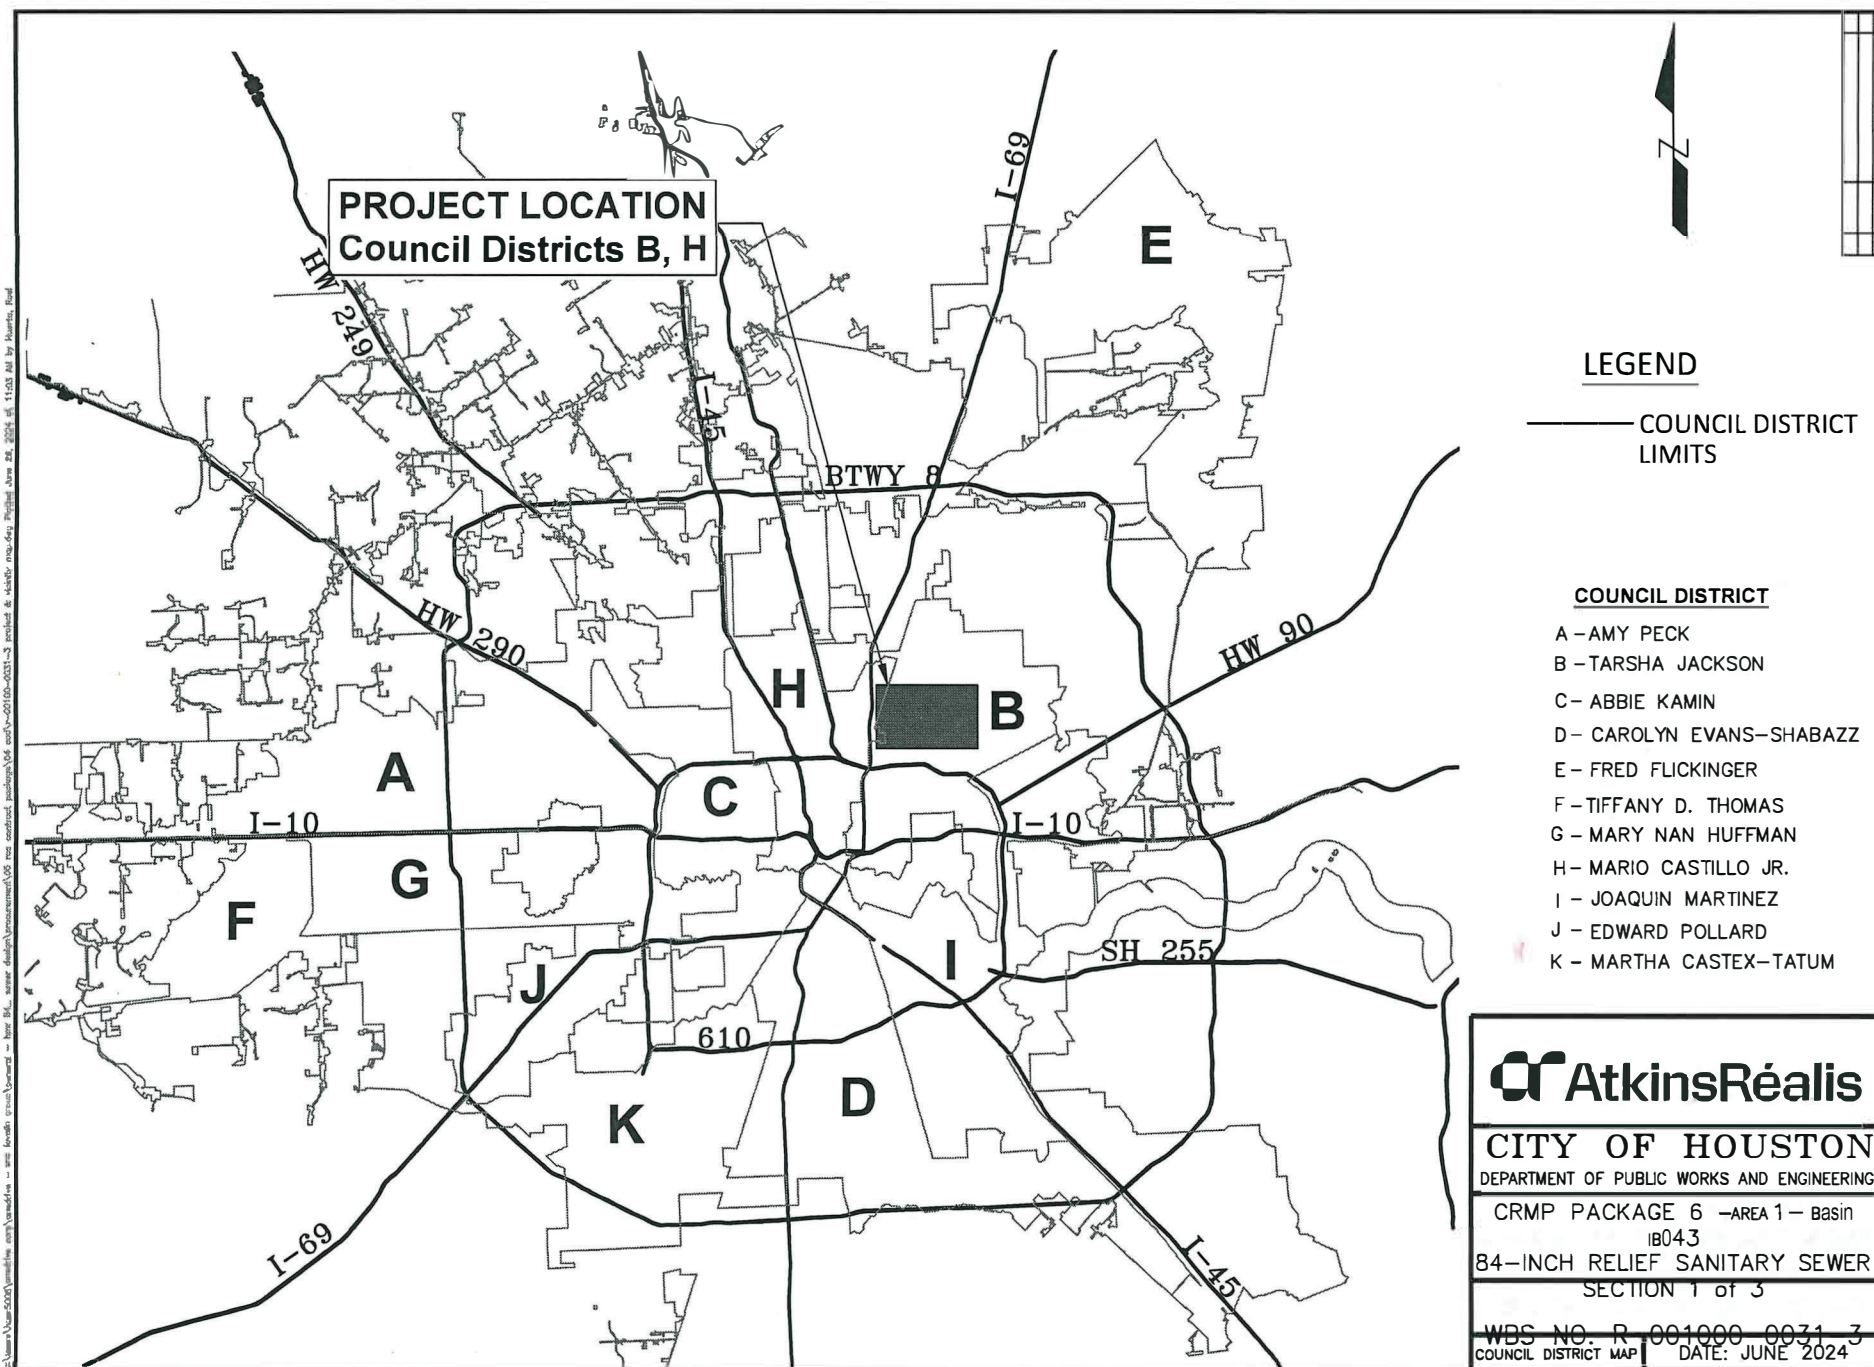 PROJECT LOCATION
Council Districts B, H
I-69
E
HW 249
I-45
BTWY 8
HW 290
HW 90
H
B
A
C
I-10
I-10
G
F
J
I
SH 255
610
D
K
I-69
I-45
N
LEGEND
COUNCIL DISTRICT
LIMITS
COUNCIL DISTRICT
A - AMY PECK
B - TARSHA JACKSON
C - ABBIE KAMIN
D - CAROLYN EVANS-SHABAZZ
E - FRED FLICKINGER
F - TIFFANY D. THOMAS
G - MARY NAN HUFFMAN
H - MARIO CASTILLO JR.
I - JOAQUIN MARTINEZ
J - EDWARD POLLARD
K - MARTHA CASTEX-TATUM
AtkinsRéalis
CITY OF HOUSTON
DEPARTMENT OF PUBLIC WORKS AND ENGINEERING
CRMP PACKAGE 6 -AREA 1- Basin
IB043
84-INCH RELIEF SANITARY SEWER
SECTION 1 of 3
WBS NO. R-001000-0031-3
COUNCIL DISTRICT MAP
DATE: JUNE 2024